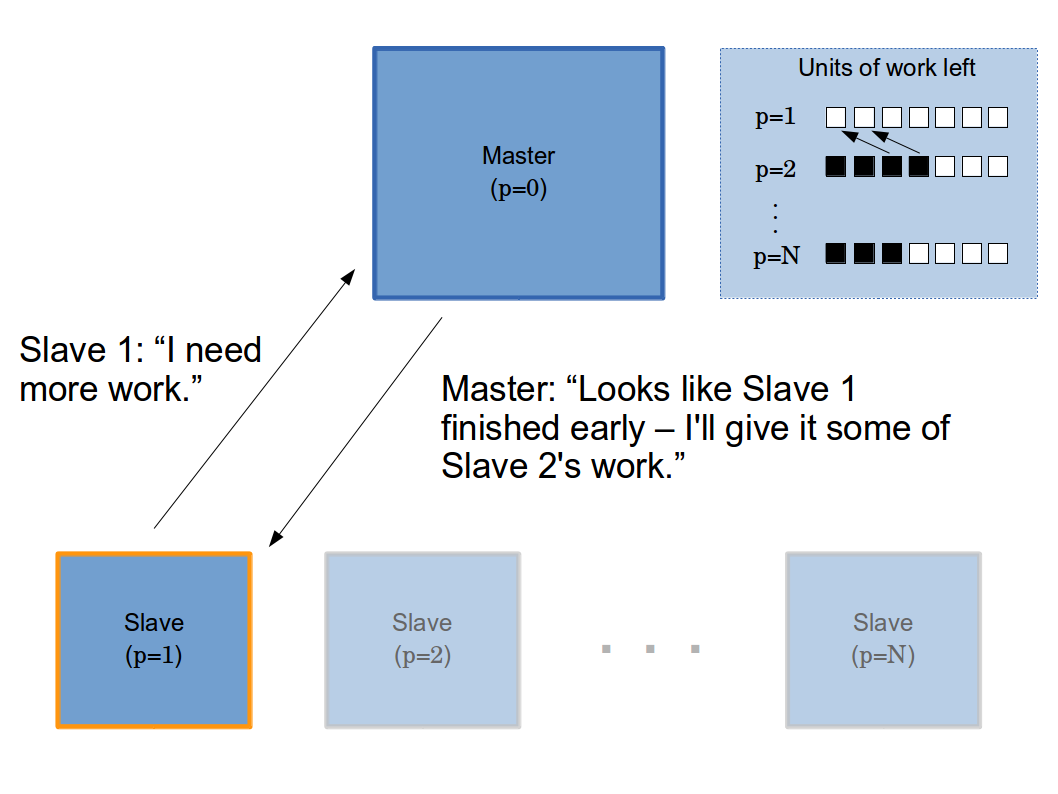 Master
(p=0)
Units of work left
p=1
p=2
p=N
Slave 1: “I need
more work.”
Master: “Looks like Slave 1
finished early – I'll give it some of
Slave 2's work.”
Slave
(p=1)
Slave
(p=2)
. . .
Slave
(p=N)